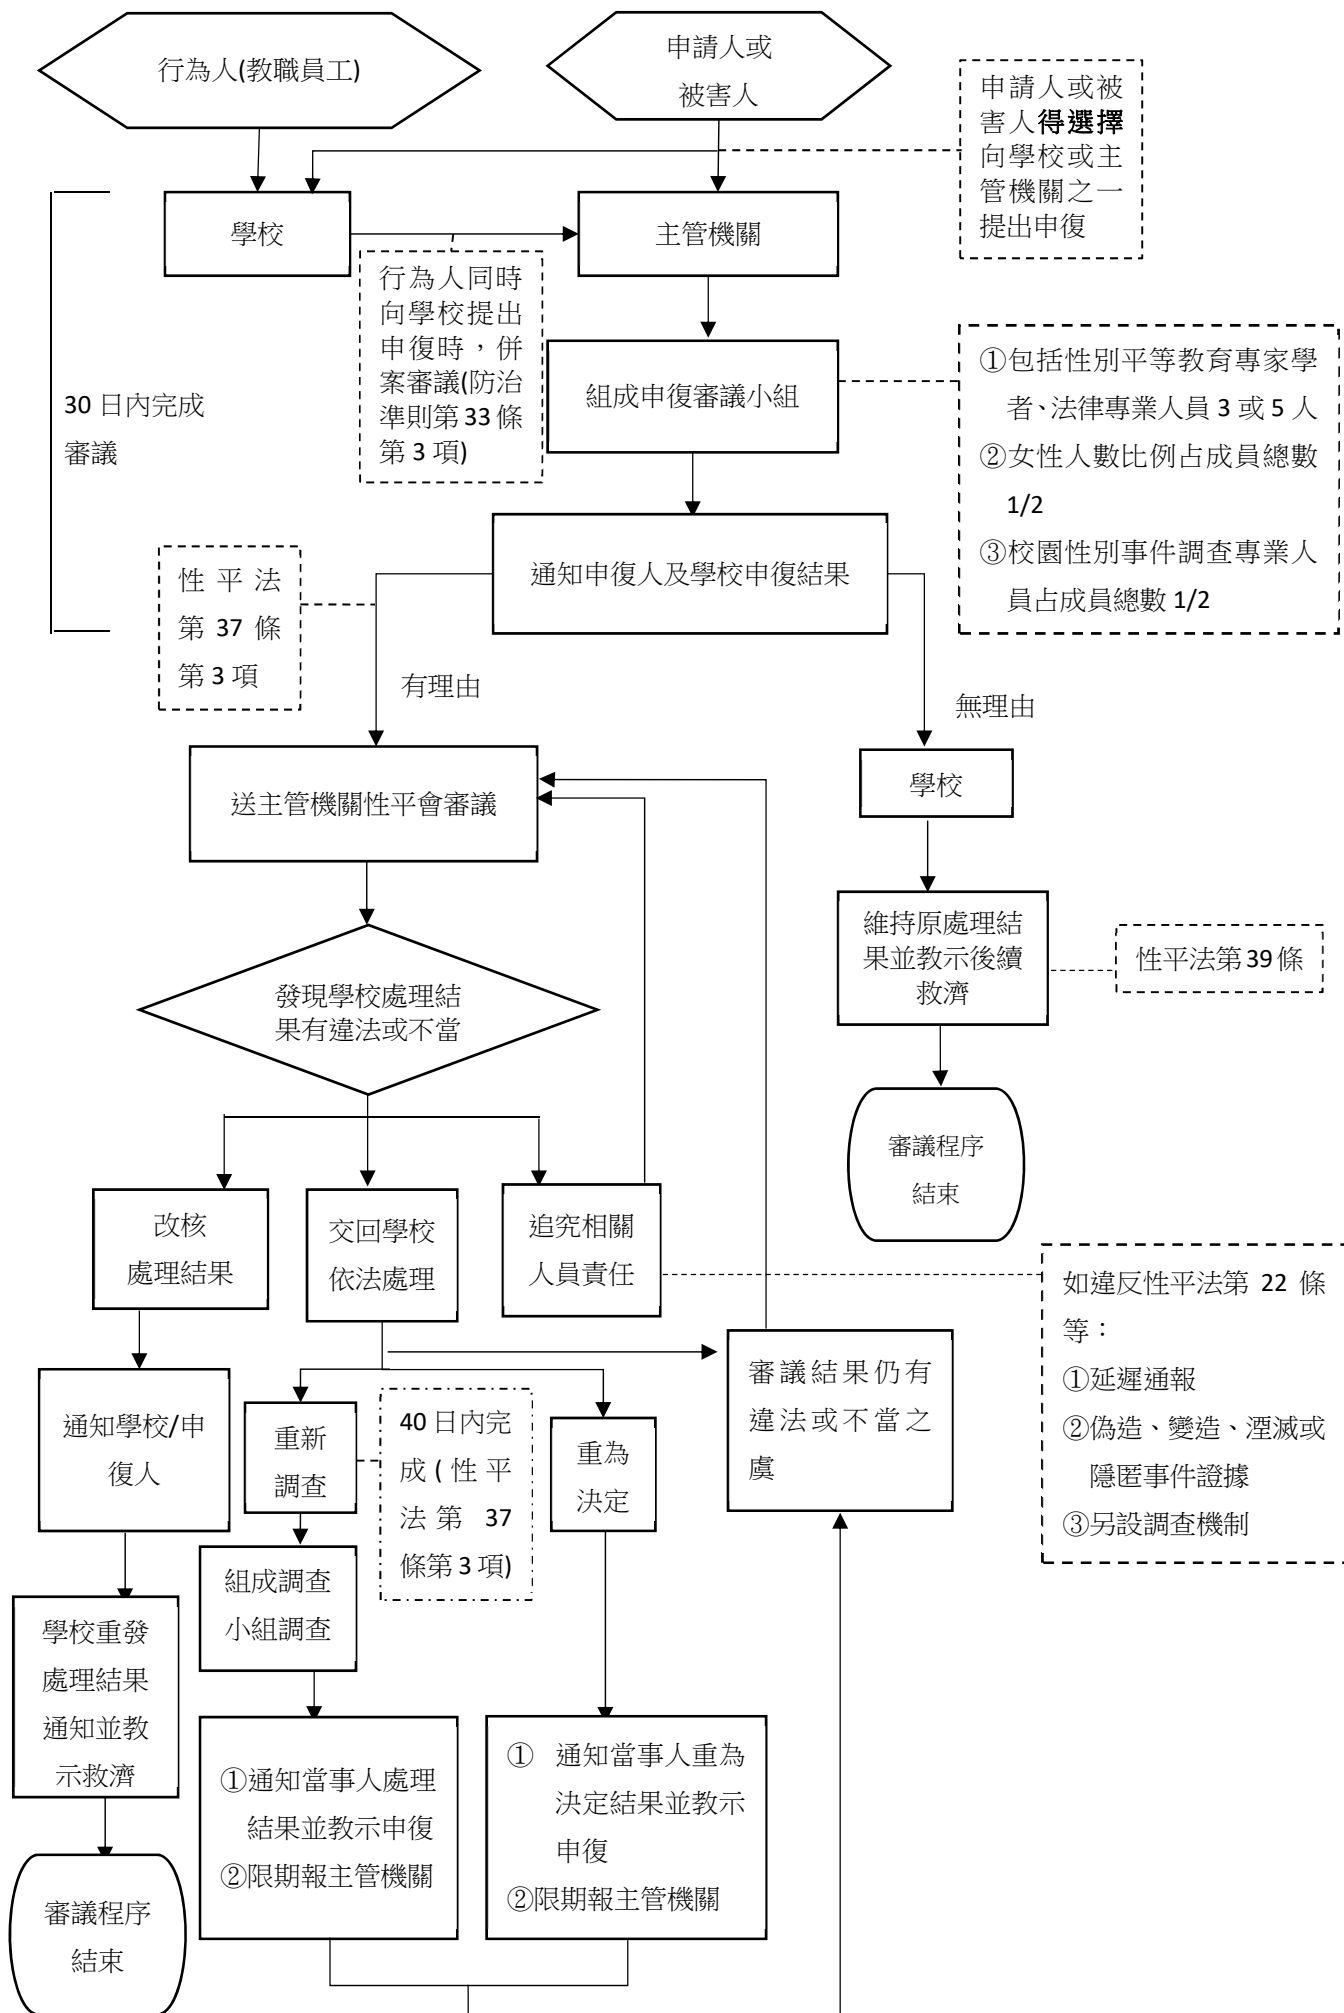 行為人(教職員工)
申請人或
被害人
申請人或被
害人得選擇
向學校或主
管機關之一
提出申復
學校
主管機關
行為人同時
向學校提出
申復時，併
案審議(防治
準則第33條
第3項)
30日內完成
審議
組成申復審議小組
①包括性別平等教育專家學
者、法律專業人員3或5人
②女性人數比例占成員總數
1/2
③校園性別事件調查專業人
員占成員總數1/2
通知申復人及學校申復結果
性平法
第37條
第3項
有理由
無理由
送主管機關性平會審議
學校
維持原處理結
果並教示後續
救濟
性平法第39條
發現學校處理結
果有違法或不當
審議程序
結束
改核
處理結果
交回學校
依法處理
追究相關
人員責任
如違反性平法第22條
等：
①延遲通報
②偽造、變造、湮滅或
隱匿事件證據
③另設調查機制
審議結果仍有
違法或不當之
虞
通知學校/申
復人
重新
調查
40日內完
成(性平
法第37
條第3項)
重為
決定
組成調查
小組調查
學校重發
處理結果
通知並教
示救濟
①通知當事人處理
結果並教示申復
②限期報主管機關
①通知當事人重為
決定結果並教示
申復
②限期報主管機關
審議程序
結束